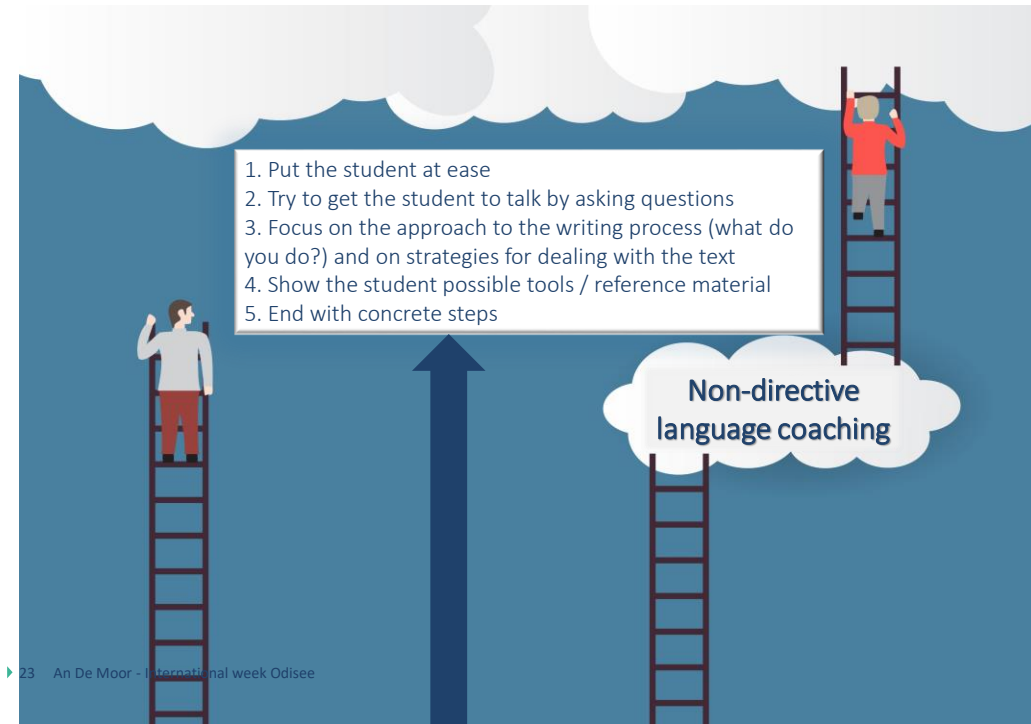 1. Put the student at ease
2. Try to get the student to talk by asking questions
3. Focus on the approach to the writing process (what do
you do?) and on strategies for dealing with the text
4. Show the student possible tools / reference material
5. End with concrete steps
Non-directive
language coaching
23 An De Moor - International week Odisee